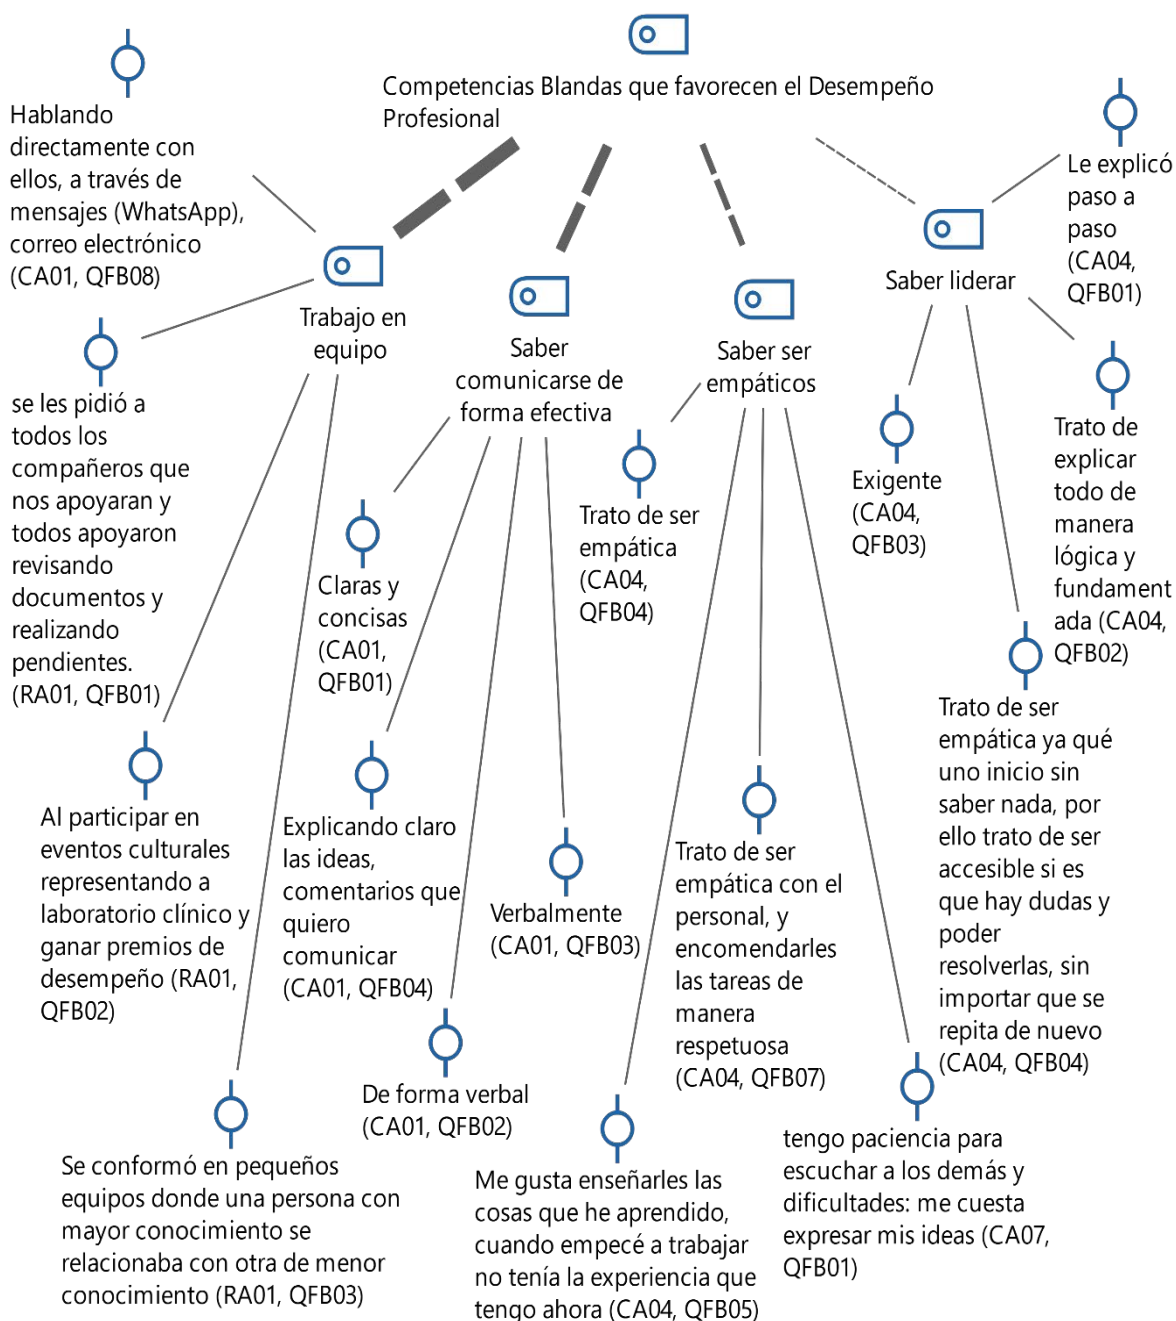 Competencias Blandas que favorecen el Desempeño
Profesional
Hablando
directamente con
ellos, a través de
mensajes (WhatsApp),
correo electrónico
(CA01, QFB08)
Le explicó
paso a
paso
(CA04,
QFB01)
Trabajo en
equipo
Saber
comunicarse de
forma efectiva
Saber ser
empáticos
Saber liderar
se les pidió a
todos los
compañeros que
nos apoyaran y
todos apoyaron
revisando
documentos y
realizando
pendientes.
(RA01, QFB01)
Claras y
concisas
(CA01,
QFB01)
Trato de ser
empática
(CA04,
QFB04)
Exigente
(CA04,
QFB03)
Trato de
explicar
todo de
manera
lógica y
fundament
ada (CA04,
QFB02)
Al participar en
eventos culturales
representando a
laboratorio clínico y
ganar premios de
desempeño (RA01,
QFB02)
Explicando claro
las ideas,
comentarios que
quiero
comunicar
(CA01, QFB04)
Verbalmente
(CA01, QFB03)
Trato de ser
empática con el
personal, y
encomendarles
las tareas de
manera
respetuosa
(CA04, QFB07)
Trato de ser
empática ya qué
uno inicio sin
saber nada, por
ello trato de ser
accesible si es
que hay dudas y
poder
resolverlas, sin
importar que se
repita de nuevo
(CA04, QFB04)
De forma verbal
(CA01, QFB02)
Se conformó en pequeños
equipos donde una persona con
mayor conocimiento se
relacionaba con otra de menor
conocimiento (RA01, QFB03)
Me gusta enseñarles las
cosas que he aprendido,
cuando empecé a trabajar
no tenía la experiencia que
tengo ahora (CA04, QFB05)
tengo paciencia para
escuchar a los demás y
dificultades: me cuesta
expresar mis ideas (CA07,
QFB01)